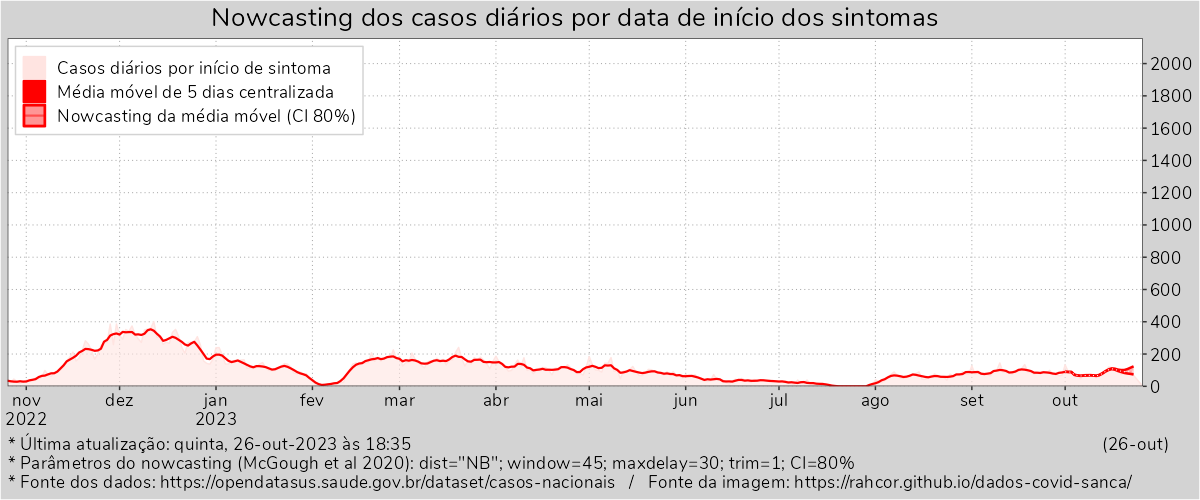 Nowcasting dos casos diários por data de início dos sintomas
Casos diários por início de sintoma
Média móvel de 5 dias centralizada
Nowcasting da média móvel (CI 80%)
2000
1800
1600
1400
1200
1000
800
600
400
200
0
nov dez jan fev mar abr mai jun jul ago set out
2022 2023
* Última atualização: quinta, 26-out-2023 às 18:35 (26-out)
* Parâmetros do nowcasting (McGough et al 2020): dist="NB"; window=45; maxdelay=30; trim=1; CI=80%
* Fonte dos dados: https://opendatasus.saude.gov.br/dataset/casos-nacionais / Fonte da imagem: https://rahcor.github.io/dados-covid-sanca/